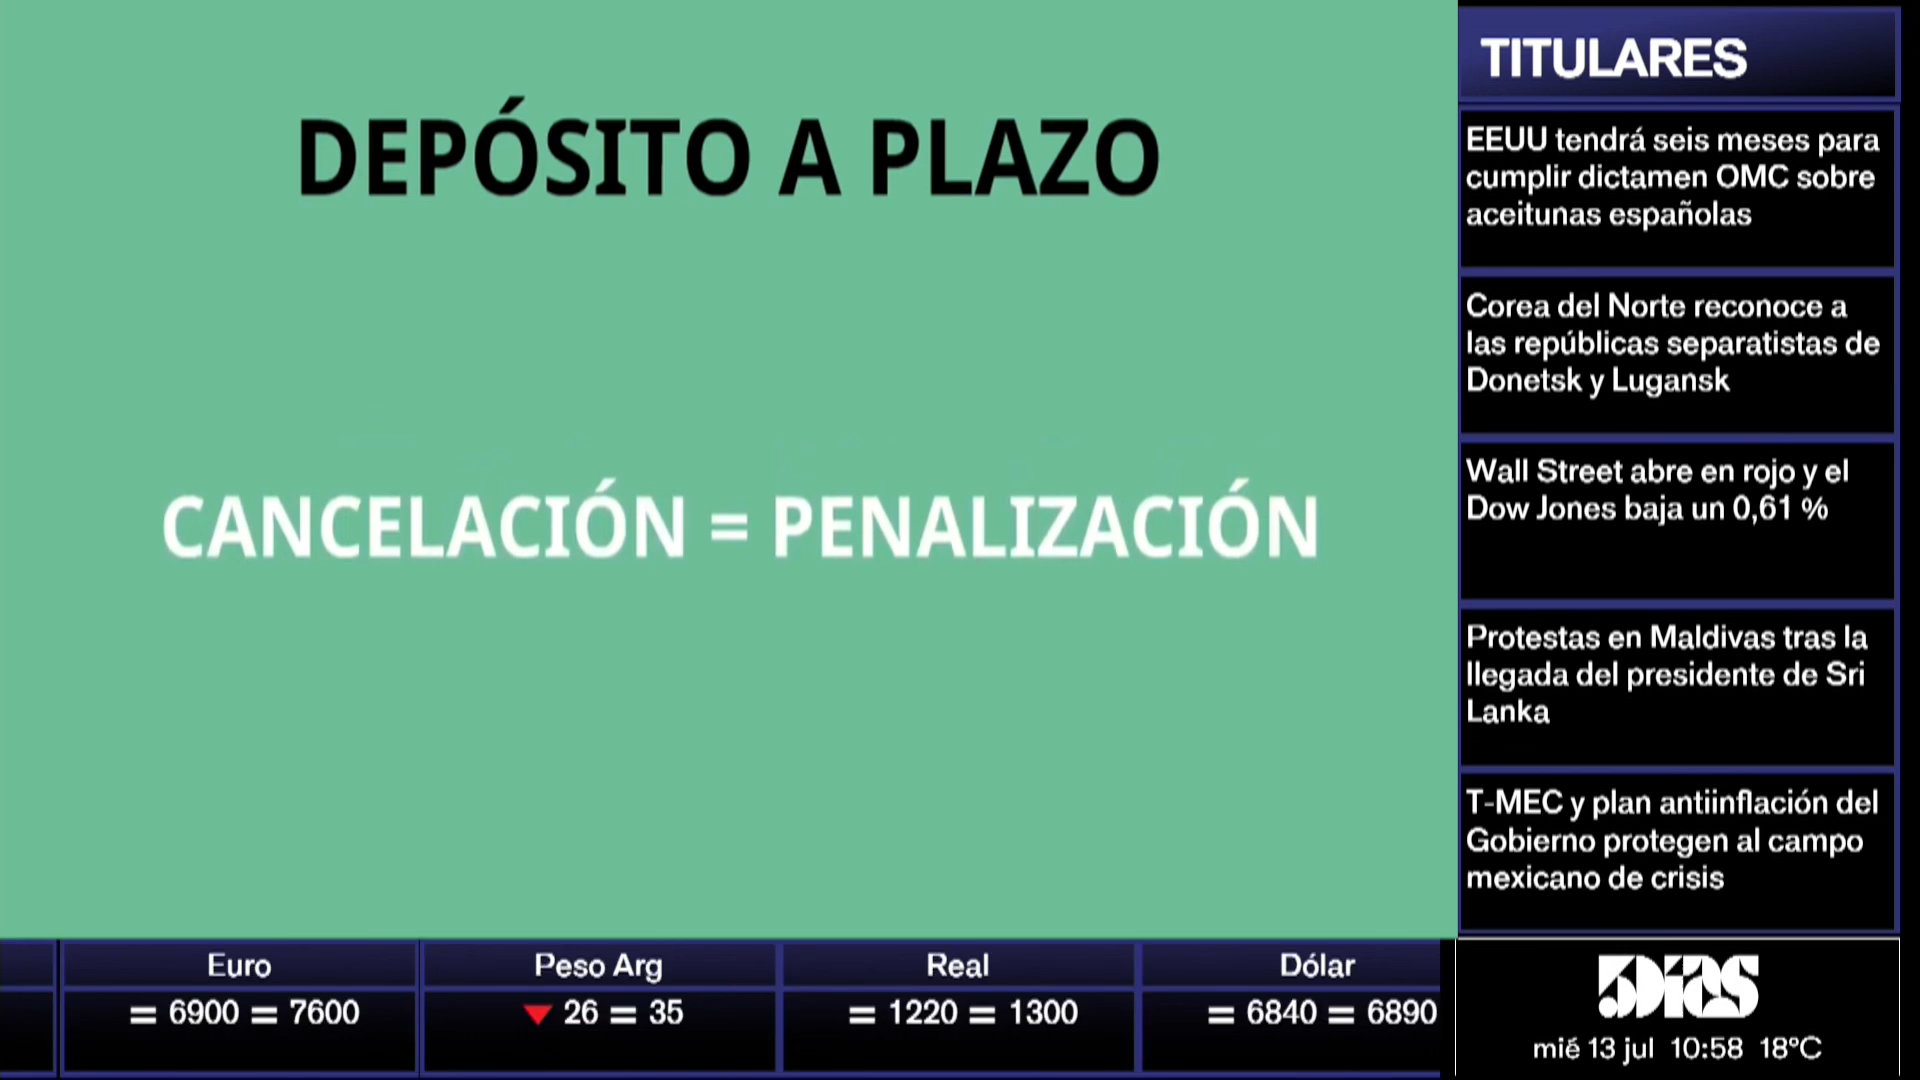 DEPÓSITO A PLAZO
CANCELACIÓN = PENALIZACIÓN
TITULARES
EEUU tendrá seis meses para
cumplir dictamen OMC sobre
aceitunas españolas
Corea del Norte reconoce a
las repúblicas separatistas de
Donetsk y Lugansk
Wall Street abre en rojo y el
Dow Jones baja un 0,61 %
Protestas en Maldivas tras la
llegada del presidente de Sri
Lanka
T-MEC y plan antiinflación del
Gobierno protegen al campo
mexicano de crisis
Euro
= 6900 = 7600
Peso Arg
26 = 35
Real
= 1220 = 1300
Dólar
= 6840 = 6890
5Días
mié 13 jul 10:58 18°C